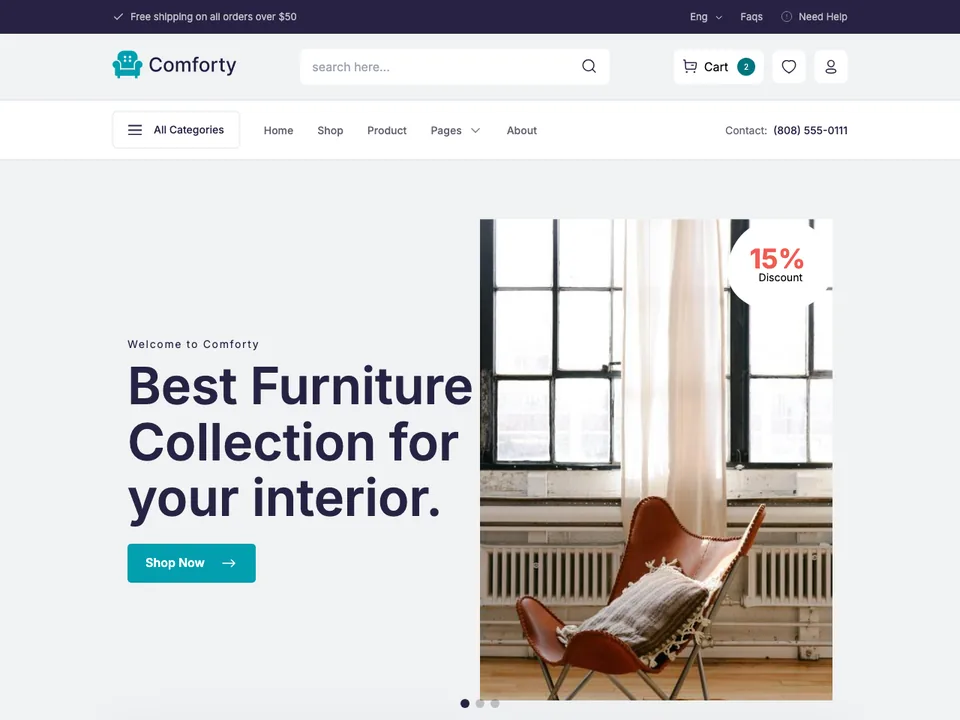 Free shipping on all orders over $50
Eng
Faqs
Need Help
Comforty
search here...
Cart
2
All Categories
Home
Shop
Product
Pages
About
Contact: (808) 555-0111
15%
Discount
Welcome to Comforty
Best Furniture
Collection for
your interior.
Shop Now